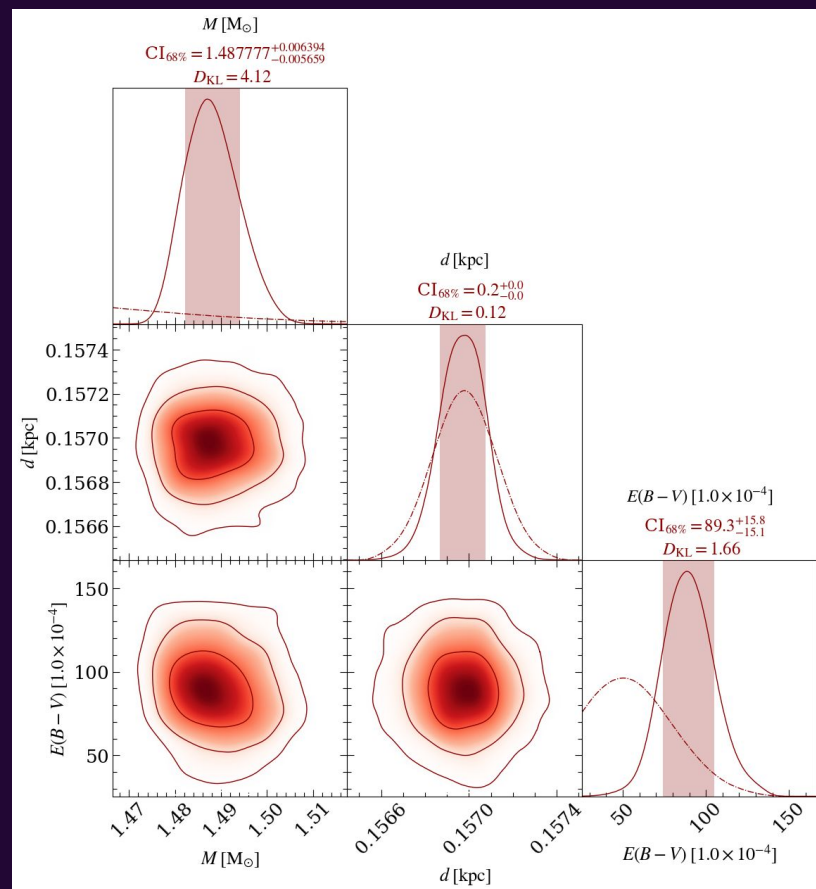 M [M⊙]
CI₆₈% = 1.487777⁺⁰·⁰⁰⁶³⁹⁴₋₀.₀₀₅₆₅₉
D_KL = 4.12
d [kpc]
CI₆₈% = 0.2⁺⁰·⁰₋₀.₀
D_KL = 0.12
E(B − V) [1.0 × 10⁻⁴]
CI₆₈% = 89.3⁺¹⁵·⁸₋₁₅.₁
D_KL = 1.66
d [kpc]
0.1574
0.1572
0.1570
0.1568
0.1566
E(B − V) [1.0 × 10⁻⁴]
150
100
50
1.47 1.48 1.49 1.50 1.51
M [M⊙]
0.1566 0.1570 0.1574
d [kpc]
50 100 150
E(B − V) [1.0 × 10⁻⁴]